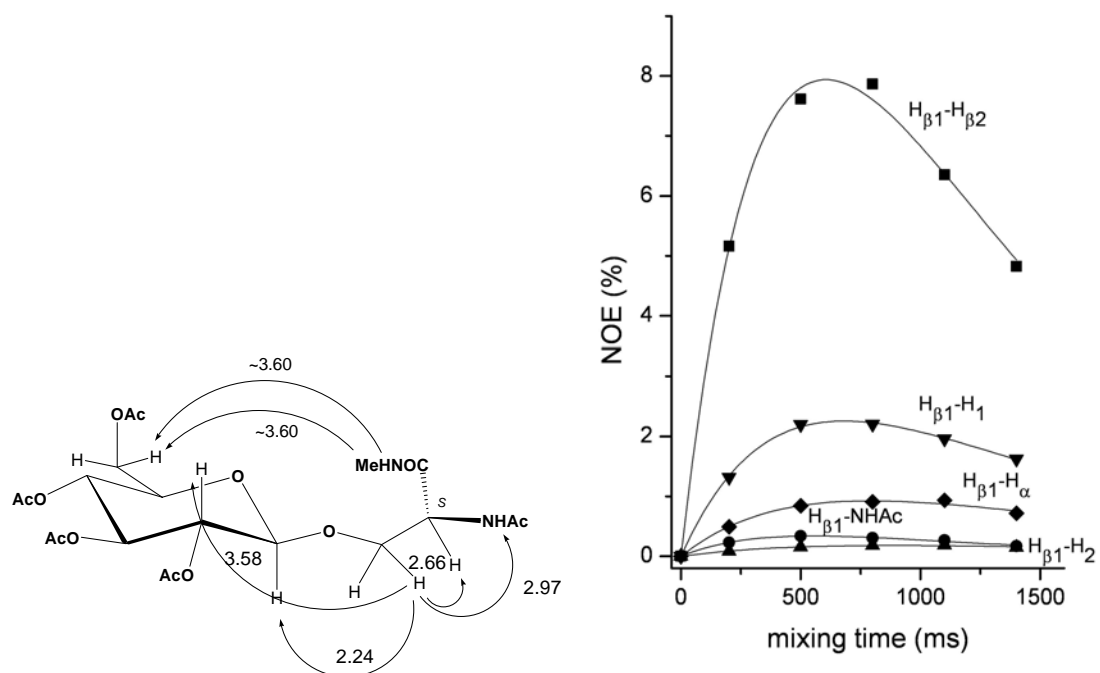 ~3.60
~3.60
OAc
MeHNOC
H
H
H
O
S
AcO
NHAc
O
AcO
3.58
2.66
H
AcO
H
H
H
2.97
2.24
NOE (%)
8
6
4
2
0
Hβ1-Hβ2
Hβ1-H1
Hβ1-Hα
Hβ1-NHAc
Hβ1-H2
0
500
1000
1500
mixing time (ms)